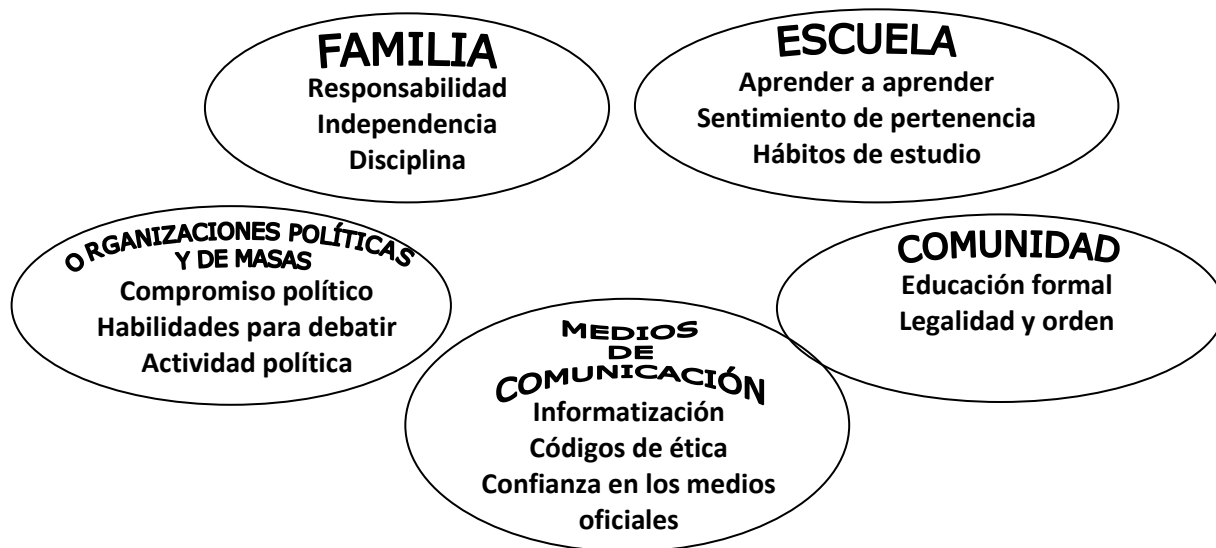 FAMILIA
Responsabilidad
Independencia
Disciplina
ESCUELA
Aprender a aprender
Sentimiento de pertenencia
Hábitos de estudio
O RGANIZACIONES POLÍTICAS
Y DE MASAS
Compromiso político
Habilidades para debatir
Actividad política
COMUNIDAD
Educación formal
Legalidad y orden
MEDIOS
DE
COMUNICACIÓN
Informatización
Códigos de ética
Confianza en los medios
oficiales